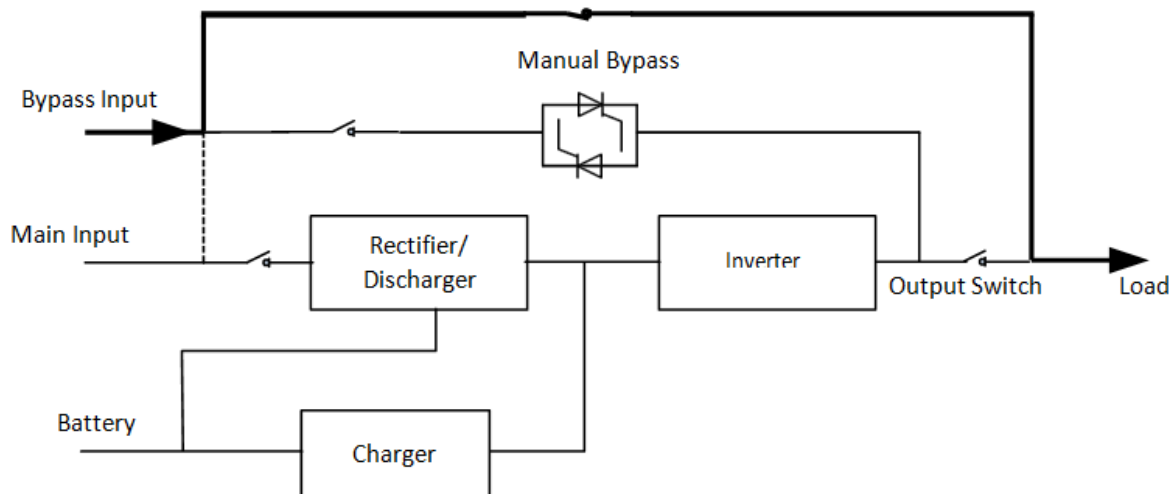 Manual Bypass
Bypass Input
Main Input
Rectifier/
Discharger
Inverter
Output Switch
Load
Battery
Charger